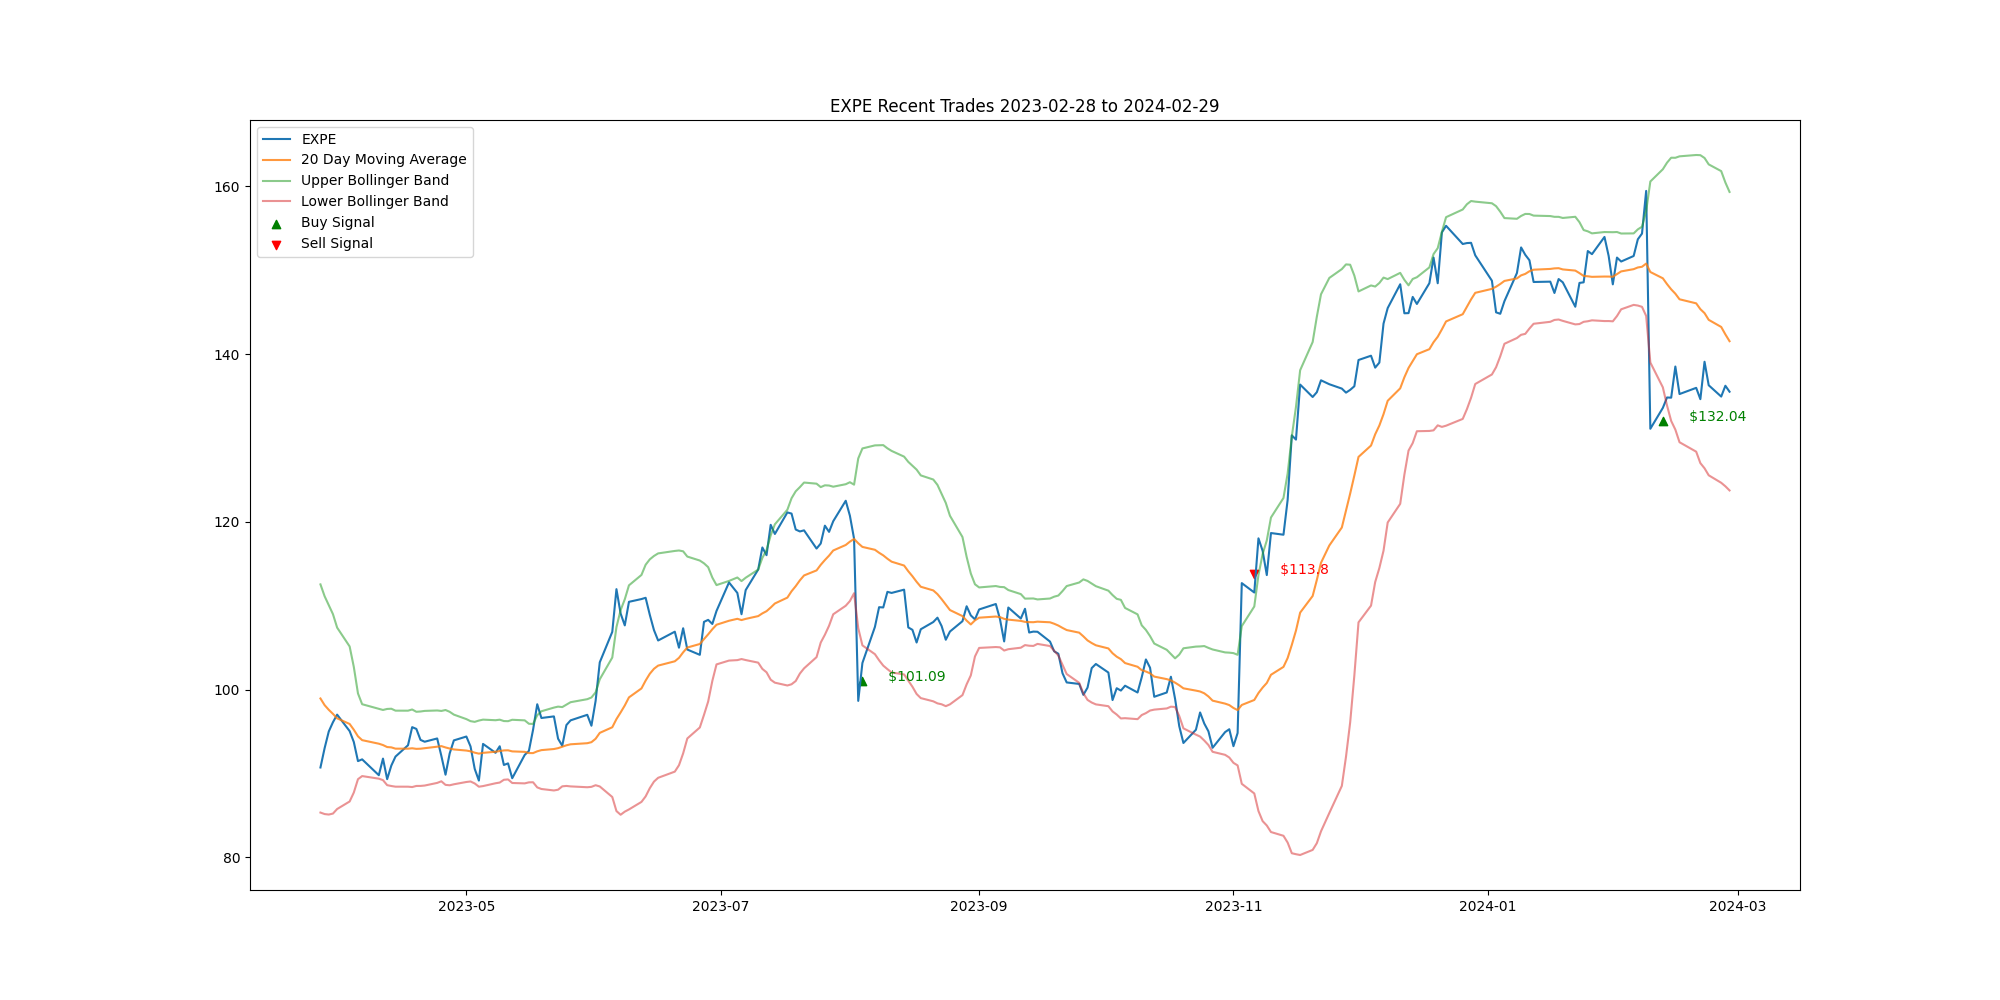 EXPE Recent Trades 2023-02-28 to 2024-02-29
EXPE
20 Day Moving Average
Upper Bollinger Band
Lower Bollinger Band
Buy Signal
Sell Signal
160
140
120
100
80
$132.04
$113.8
$101.09
2023-05
2023-07
2023-09
2023-11
2024-01
2024-03